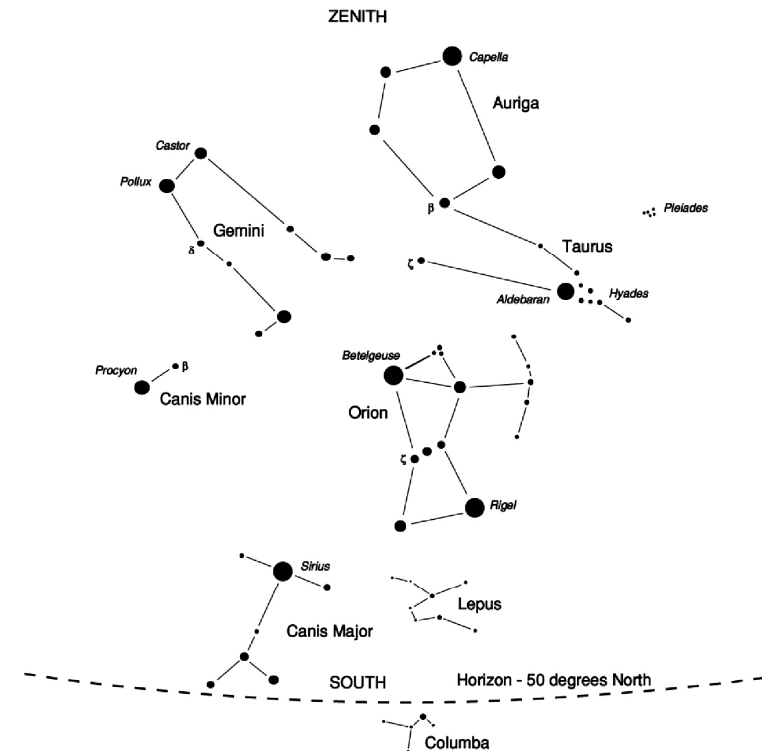 ZENITH
Capella
Auriga
Castor
Pollux
β
Pleiades
Gemini
δ
Taurus
ζ
Aldebaran
Hyades
Betelgeuse
Procyon
β
Canis Minor
Orion
ζ
Rigel
Sirius
Lepus
Canis Major
SOUTH
Horizon - 50 degrees North
Columba